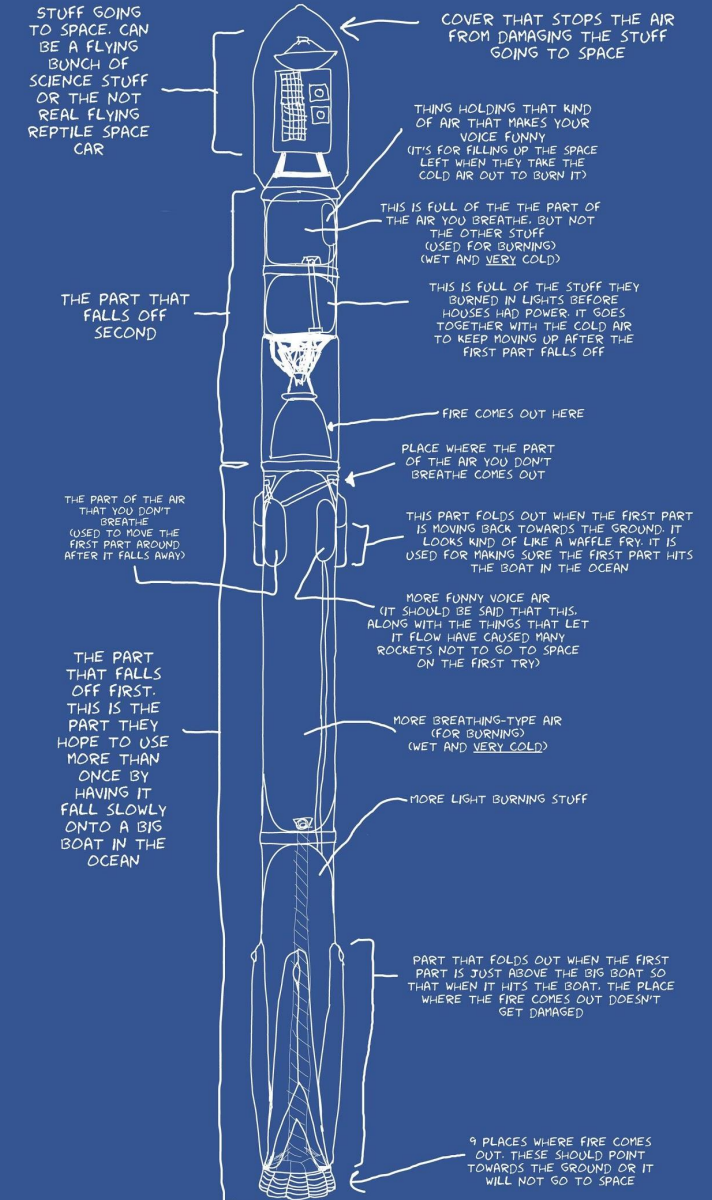 STUFF GOING
TO SPACE. CAN
BE A FLYING
BUNCH OF
SCIENCE STUFF
OR THE NOT
REAL FLYING
REPTILE SPACE
CAR
COVER THAT STOPS THE AIR
FROM DAMAGING THE STUFF
GOING TO SPACE
THING HOLDING THAT KIND
OF AIR THAT MAKES YOUR
VOICE FUNNY
(IT'S FOR FILLING UP THE SPACE
LEFT WHEN THEY TAKE THE
COLD AIR OUT TO BURN IT)
THIS IS FULL OF THE THE PART OF
THE AIR YOU BREATHE, BUT NOT
THE OTHER STUFF
(USED FOR BURNING)
(WET AND VERY COLD)
THE PART THAT
FALLS OFF
SECOND
THIS IS FULL OF THE STUFF THEY
BURNED IN LIGHTS BEFORE
HOUSES HAD POWER. IT GOES
TOGETHER WITH THE COLD AIR
TO KEEP MOVING UP AFTER THE
FIRST PART FALLS OFF
FIRE COMES OUT HERE
PLACE WHERE THE PART
OF THE AIR YOU DON'T
BREATHE COMES OUT
THE PART OF THE AIR
THAT YOU DON'T
BREATHE
(USED TO MOVE THE
FIRST PART AROUND
AFTER IT FALLS AWAY)
THIS PART FOLDS OUT WHEN THE FIRST PART
IS MOVING BACK TOWARDS THE GROUND. IT
LOOKS KIND OF LIKE A WAFFLE FRY. IT IS
USED FOR MAKING SURE THE FIRST PART HITS
THE BOAT IN THE OCEAN
MORE FUNNY VOICE AIR
(IT SHOULD BE SAID THAT THIS,
ALONG WITH THE THINGS THAT LET
IT FLOW HAVE CAUSED MANY
ROCKETS NOT TO GO TO SPACE
ON THE FIRST TRY)
THE PART
THAT FALLS
OFF FIRST.
THIS IS THE
PART THEY
HOPE TO USE
MORE THAN
ONCE BY
HAVING IT
FALL SLOWLY
ONTO A BIG
BOAT IN THE
OCEAN
MORE BREATHING-TYPE AIR
(FOR BURNING)
(WET AND VERY COLD)
MORE LIGHT BURNING STUFF
PART THAT FOLDS OUT WHEN THE FIRST
PART IS JUST ABOVE THE BIG BOAT SO
THAT WHEN IT HITS THE BOAT, THE PLACE
WHERE THE FIRE COMES OUT DOESN'T
GET DAMAGED
9 PLACES WHERE FIRE COMES
OUT. THESE SHOULD POINT
TOWARDS THE GROUND OR IT
WILL NOT GO TO SPACE